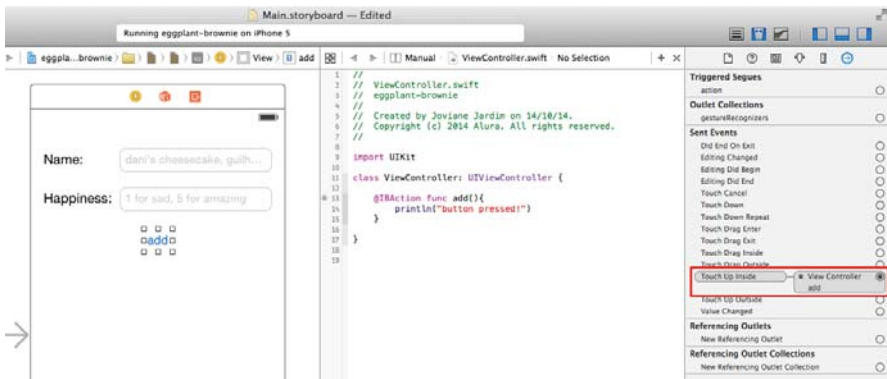 Main.storyboard — Edited
Running eggplant-brownie on iPhone 5
eggpla...brownie
View
add
Manual
ViewController.swift
No Selection
1 //
2 // ViewController.swift
3 // eggplant-brownie
4 //
5 // Created by Joviane Jardim on 14/10/14.
6 // Copyright (c) 2014 Alura. All rights reserved.
7 //
8
9 import UIKit
10
11 class ViewController: UIViewController {
12
13 @IBAction func add(){
14 println("button pressed!")
15 }
16
17 }
18
19
Name:
dani's cheesecake, guilh...
Happiness:
1 for sad, 5 for amazing
add
Triggered Segues
action
Outlet Collections
gestureRecognizers
Sent Events
Did End On Exit
Editing Changed
Editing Did Begin
Editing Did End
Touch Cancel
Touch Down
Touch Down Repeat
Touch Drag Enter
Touch Drag Exit
Touch Drag Inside
Touch Drag Outside
Touch Up Inside
View Controller
add
Touch Up Outside
Value Changed
Referencing Outlets
New Referencing Outlet
Referencing Outlet Collections
New Referencing Outlet Collection